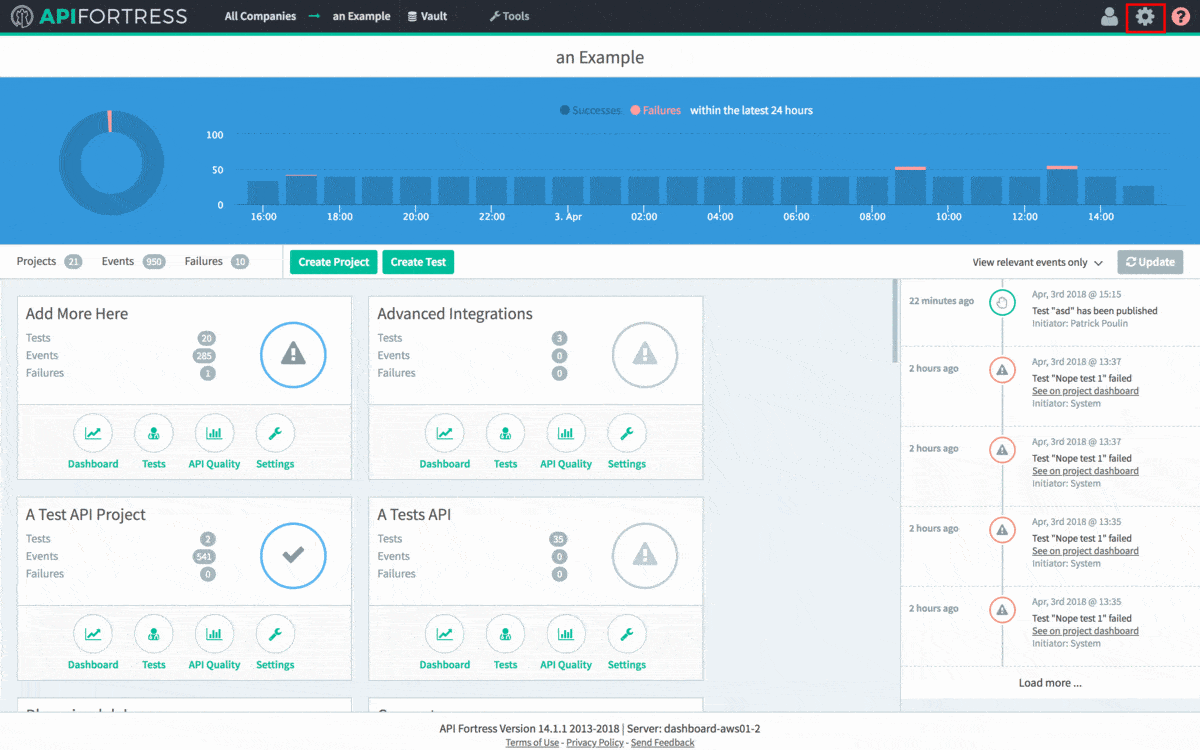 APIFORTRESS
All Companies → an Example Vault Tools ?
an Example
Successes Failures within the latest 24 hours
100
50
0
16:00 18:00 20:00 22:00 3. Apr 02:00 04:00 06:00 08:00 10:00 12:00 14:00
Projects 21 Events 950 Failures 10 Create Project Create Test View relevant events only Update
Add More Here
Tests 20
Events 285
Failures 1
Dashboard Tests API Quality Settings
Advanced Integrations
Tests 3
Events 0
Failures 0
Dashboard Tests API Quality Settings
A Test API Project
Tests 2
Events 541
Failures 0
Dashboard Tests API Quality Settings
A Tests API
Tests 35
Events 0
Failures 0
Dashboard Tests API Quality Settings
22 minutes ago
Apr, 3rd 2018 @ 15:15
Test "asd" has been published
Initiator: Patrick Poulin
2 hours ago
Apr, 3rd 2018 @ 13:37
Test "Nope test 1" failed
See on project dashboard
Initiator: System
2 hours ago
Apr, 3rd 2018 @ 13:37
Test "Nope test 1" failed
See on project dashboard
Initiator: System
2 hours ago
Apr, 3rd 2018 @ 13:35
Test "Nope test 1" failed
See on project dashboard
Initiator: System
2 hours ago
Apr, 3rd 2018 @ 13:35
Test "Nope test 1" failed
See on project dashboard
Initiator: System
Load more ...
API Fortress Version 14.1.1 2013-2018 | Server: dashboard-aws01-2
Terms of Use - Privacy Policy - Send Feedback